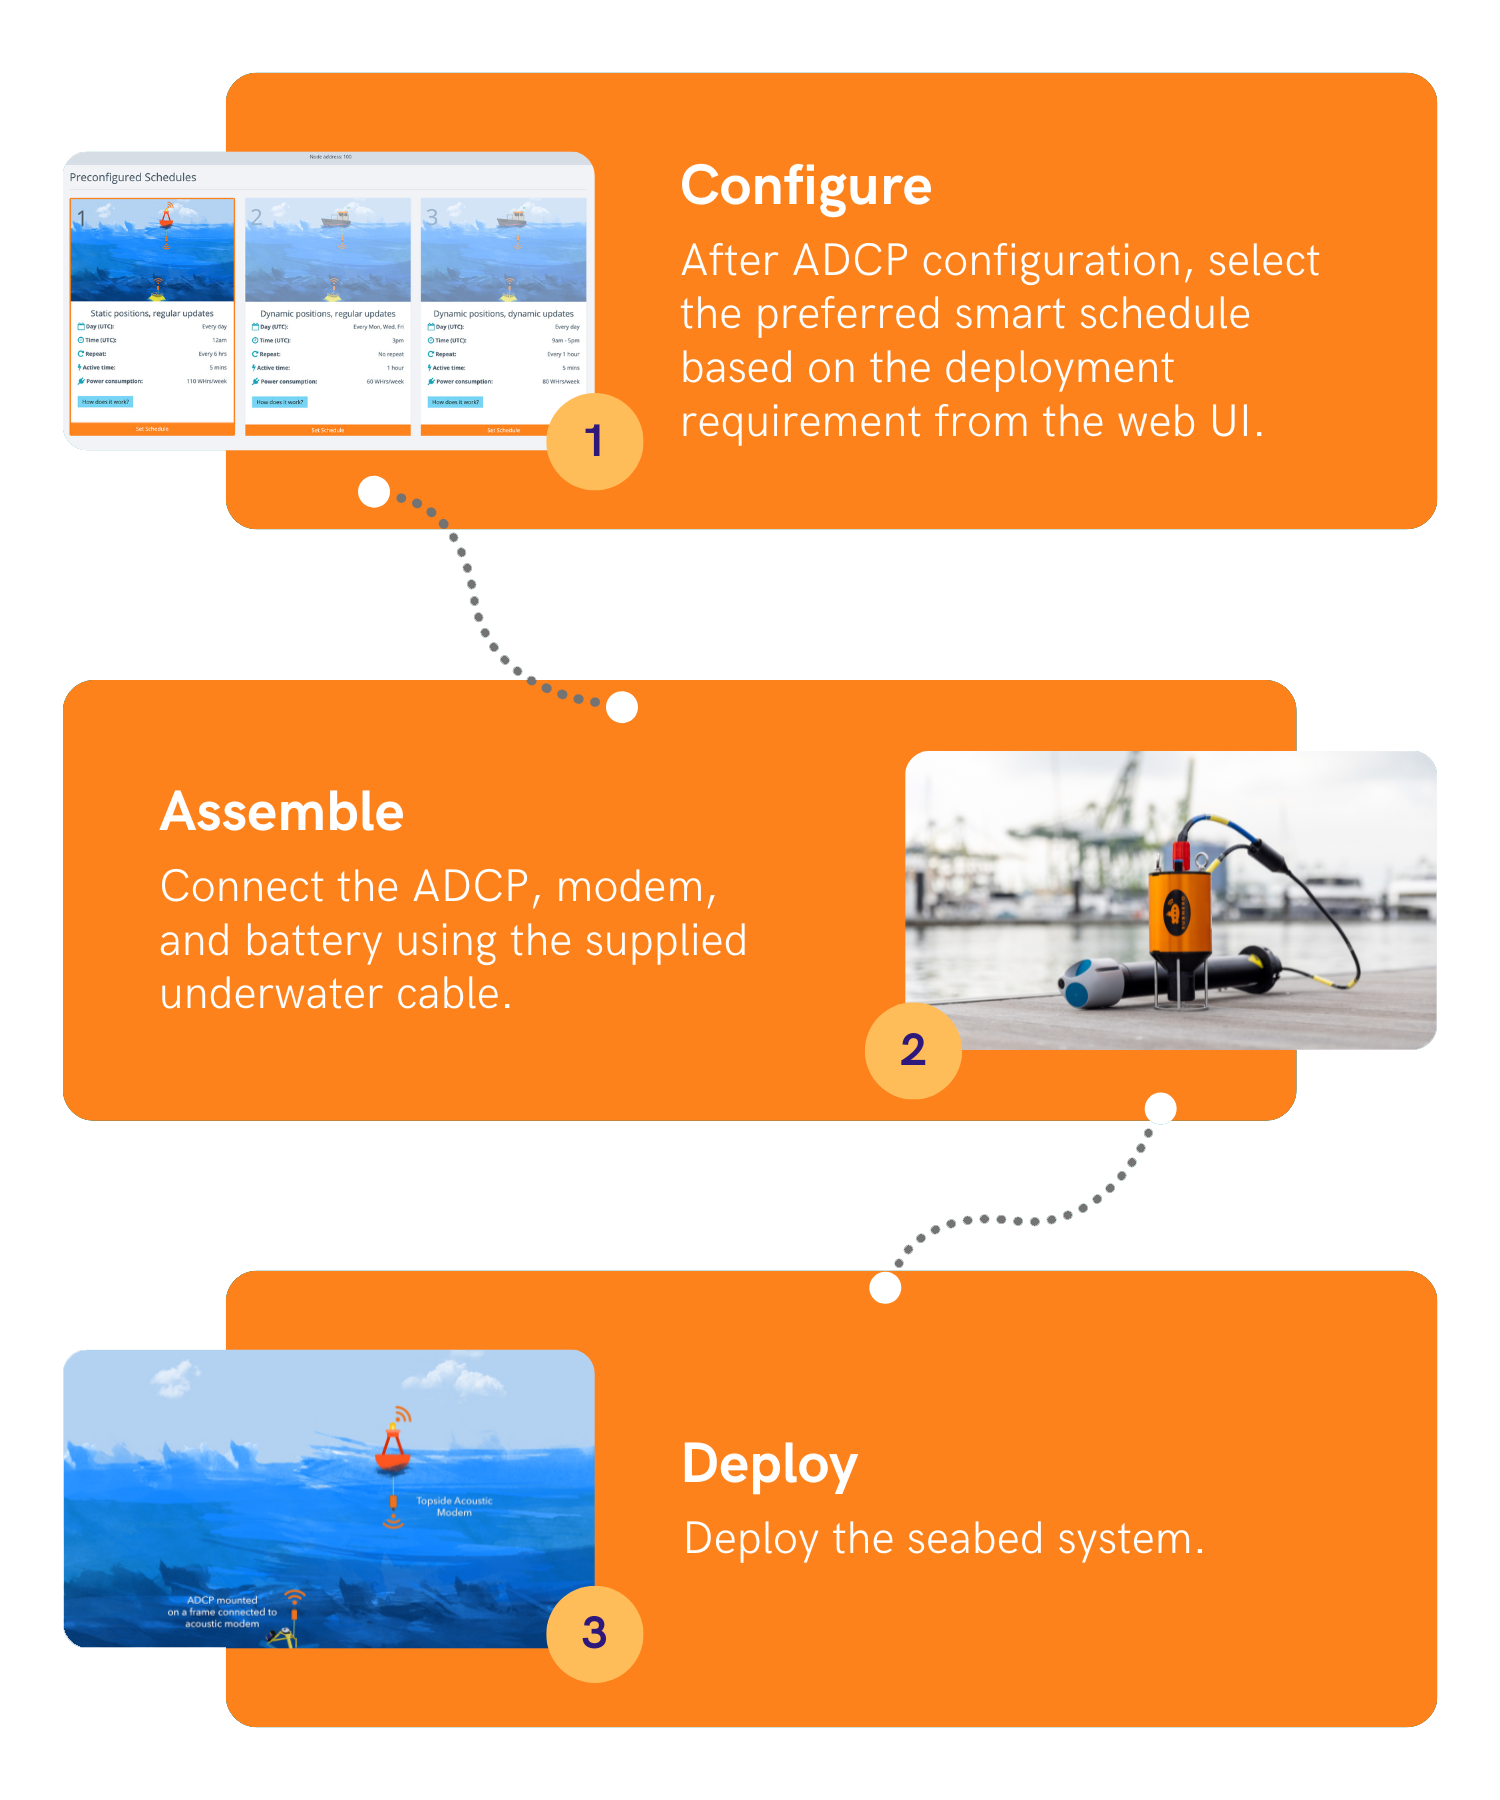 Node address: 160
Preconfigured Schedules
1
Static positions, regular updates
Day (UTC): Every day
Time (UTC): 12am
Repeat: Every 6 hrs
Active time: 5 mins
Power consumption: 110 WHrs/week
How does it work?
Set Schedule
2
Dynamic positions, regular updates
Day (UTC): Every Mon, Wed, Fri
Time (UTC): 3pm
Repeat: No repeat
Active time: 1 hour
Power consumption: 60 WHrs/week
How does it work?
Set Schedule
3
Dynamic positions, dynamic updates
Day (UTC): Every day
Time (UTC): 9am - 5pm
Repeat: Every 1 hour
Active time: 5 mins
Power consumption: 80 WHrs/week
How does it work?
Set Schedule
1
Configure
After ADCP configuration, select
the preferred smart schedule
based on the deployment
requirement from the web UI.
Assemble
Connect the ADCP, modem,
and battery using the supplied
underwater cable.
2
Topside Acoustic
Modem
ADCP mounted
on a frame connected to
acoustic modem
3
Deploy
Deploy the seabed system.